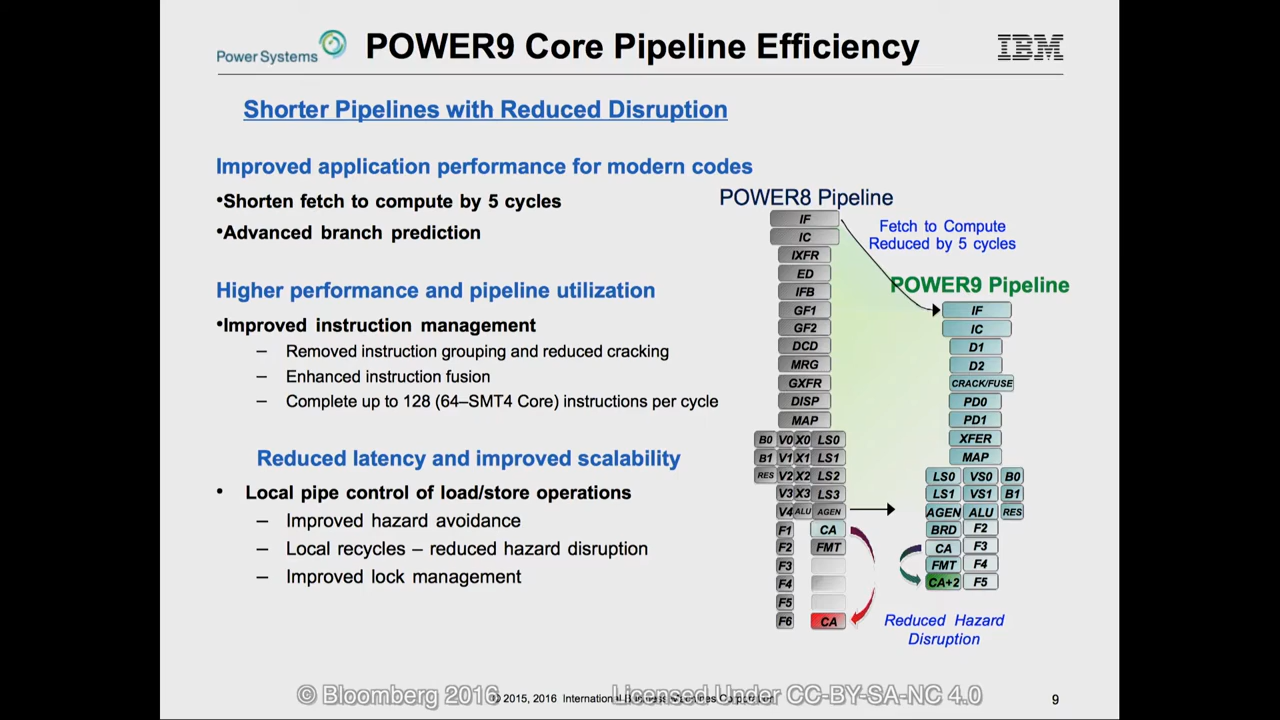 Power Systems
POWER9 Core Pipeline Efficiency
IBM
Shorter Pipelines with Reduced Disruption
Improved application performance for modern codes
•Shorten fetch to compute by 5 cycles
•Advanced branch prediction
Higher performance and pipeline utilization
•Improved instruction management
– Removed instruction grouping and reduced cracking
– Enhanced instruction fusion
– Complete up to 128 (64–SMT4 Core) instructions per cycle
Reduced latency and improved scalability
• Local pipe control of load/store operations
– Improved hazard avoidance
– Local recycles – reduced hazard disruption
– Improved lock management
POWER8 Pipeline
IF
IC
IXFR
ED
IFB
GF1
GF2
DCD
MRG
GXFR
DISP
MAP
B0 V0 X0 LS0
B1 V1 X1 LS1
RES V2 X2 LS2
V3 X3 LS3
V4 ALU AGEN
F1 CA
F2 FMT
F3
F4
F5
F6 CA
Fetch to Compute
Reduced by 5 cycles
POWER9 Pipeline
IF
IC
D1
D2
CRACK/FUSE
PD0
PD1
XFER
MAP
LS0 VS0 B0
LS1 VS1 B1
AGEN ALU RES
BRD F2
CA F3
FMT F4
CA+2 F5
Reduced Hazard
Disruption
© Bloomberg 2016
© 2015, 2016 International Business Machines Corporation
Licensed Under CC-BY-SA-NC 4.0
9